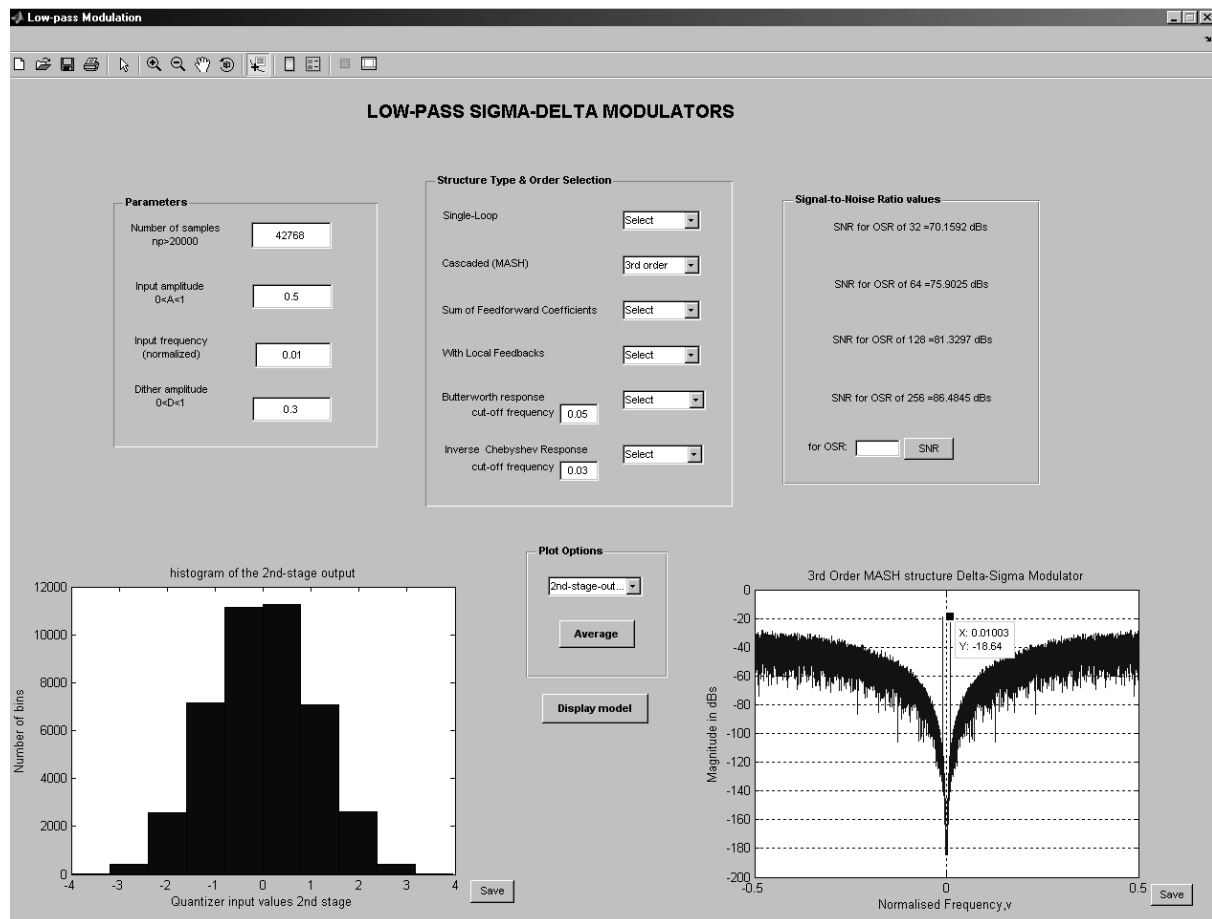 Low-pass Modulation
LOW-PASS SIGMA-DELTA MODULATORS
Parameters
Number of samples
np>20000
42768
Input amplitude
0<A<1
0.5
Input frequency
(normalized)
0.01
Dither amplitude
0<D<1
0.3
Structure Type & Order Selection
Single-Loop
Select
Cascaded (MASH)
3rd order
Sum of Feedforward Coefficients
Select
With Local Feedbacks
Select
Butterworth response
Select
cut-off frequency
0.05
Inverse Chebyshev Response
Select
cut-off frequency
0.03
Signal-to-Noise Ratio values
SNR for OSR of 32 =70.1592 dBs
SNR for OSR of 64 =75.9025 dBs
SNR for OSR of 128 =81.3297 dBs
SNR for OSR of 256 =86.4845 dBs
for OSR:
SNR
Plot Options
2nd-stage-out...
Average
Display model
histogram of the 2nd-stage output
12000
10000
8000
6000
4000
2000
0
Number of bins
-4 -3 -2 -1 0 1 2 3 4
Quantizer input values 2nd stage
Save
3rd Order MASH structure Delta-Sigma Modulator
0
-20
-40
-60
-80
-100
-120
-140
-160
-180
-200
Magnitude in dBs
X: 0.01003
Y: -18.64
-0.5 0 0.5
Normalised Frequency,v
Save